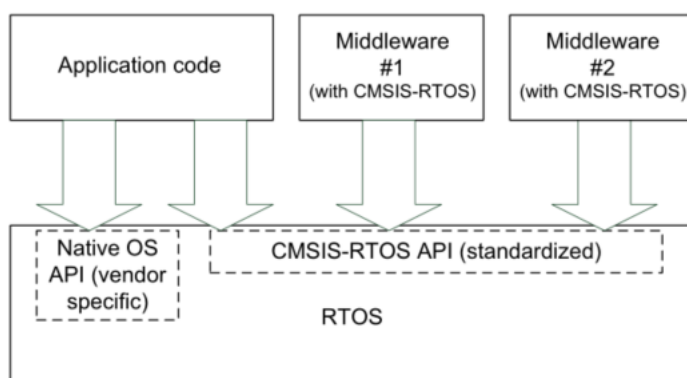 Application code
Middleware
#1
(with CMSIS-RTOS)
Middleware
#2
(with CMSIS-RTOS)
Native OS
API (vendor
specific)
CMSIS-RTOS API (standardized)
RTOS